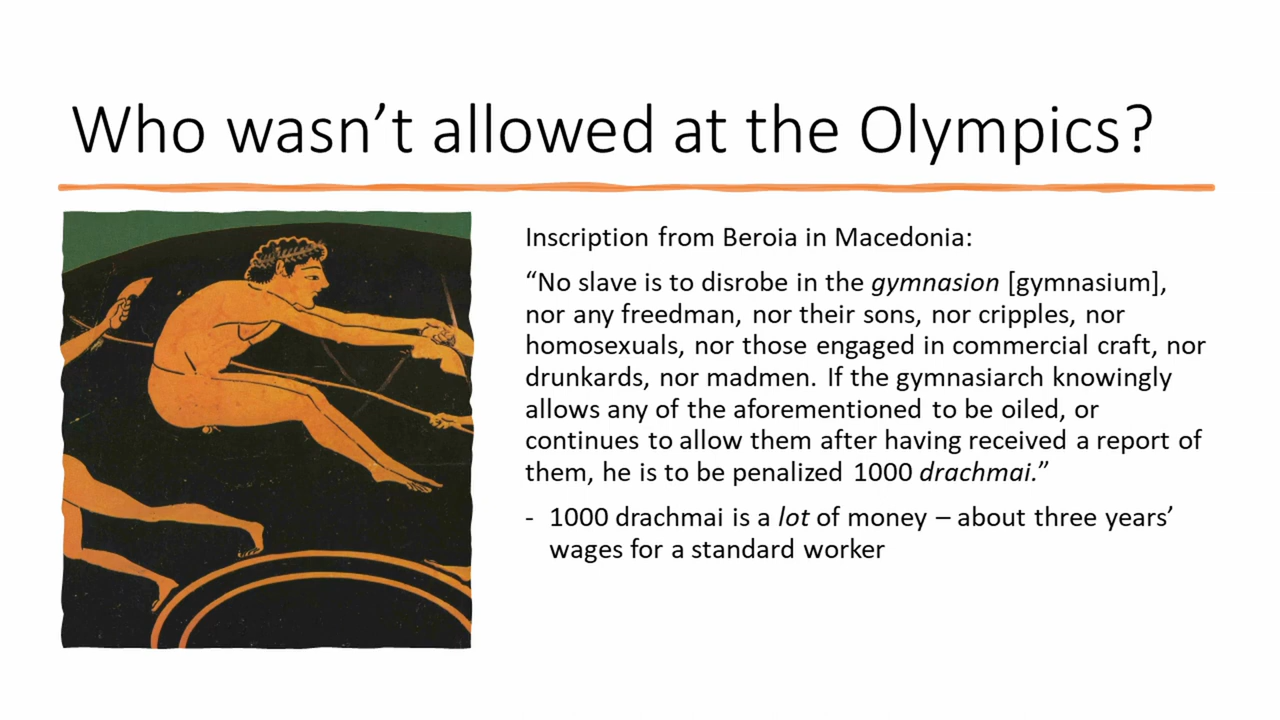 Who wasn’t allowed at the Olympics?
Inscription from Beroia in Macedonia:
“No slave is to disrobe in the gymnasion [gymnasium],
nor any freedman, nor their sons, nor cripples, nor
homosexuals, nor those engaged in commercial craft, nor
drunkards, nor madmen. If the gymnasiarch knowingly
allows any of the aforementioned to be oiled, or
continues to allow them after having received a report of
them, he is to be penalized 1000 drachmai.”
- 1000 drachmai is a lot of money – about three years’
wages for a standard worker